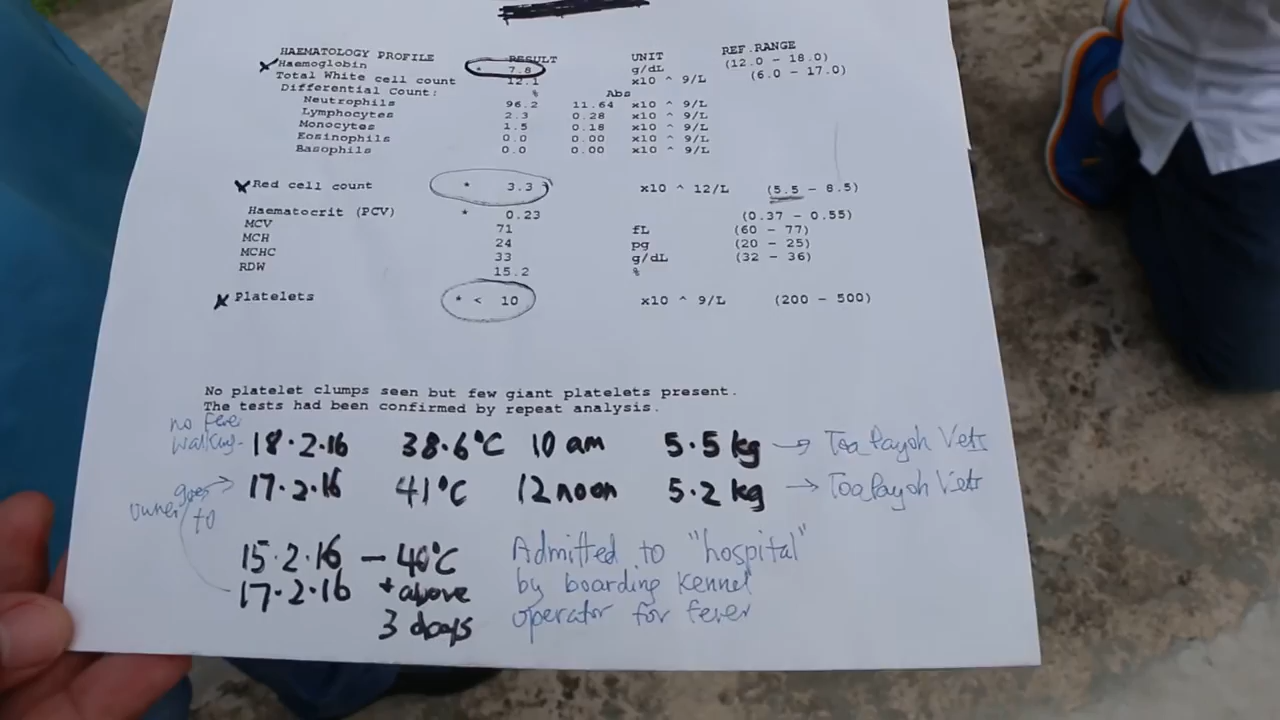 HAEMATOLOGY PROFILE RESULT UNIT REF.RANGE
Haemoglobin * 7.8 g/dL (12.0 - 18.0)
Total White cell count 12.1 x10 ^ 9/L (6.0 - 17.0)
Differential Count: % Abs
Neutrophils 96.2 11.64 x10 ^ 9/L
Lymphocytes 2.3 0.28 x10 ^ 9/L
Monocytes 1.5 0.18 x10 ^ 9/L
Eosinophils 0.0 0.00 x10 ^ 9/L
Basophils 0.0 0.00 x10 ^ 9/L
Red cell count * 3.3 x10 ^ 12/L (5.5 - 8.5)
Haematocrit (PCV) * 0.23 (0.37 - 0.55)
MCV 71 fL (60 - 77)
MCH 24 pg (20 - 25)
MCHC 33 g/dL (32 - 36)
RDW 15.2 %
Platelets * < 10 x10 ^ 9/L (200 - 500)
No platelet clumps seen but few giant platelets present.
The tests had been confirmed by repeat analysis.
no fever
walking 18.2.16 38.6°C 10 am 5.5 kg → Toa Payoh Vets
owner goes to → 17.2.16 41°C 12 noon 5.2 kg → Toa Payoh Vets
15.2.16 — 40°C Admitted to "hospital"
17.2.16 + above by boarding kennel
3 days operator for fever